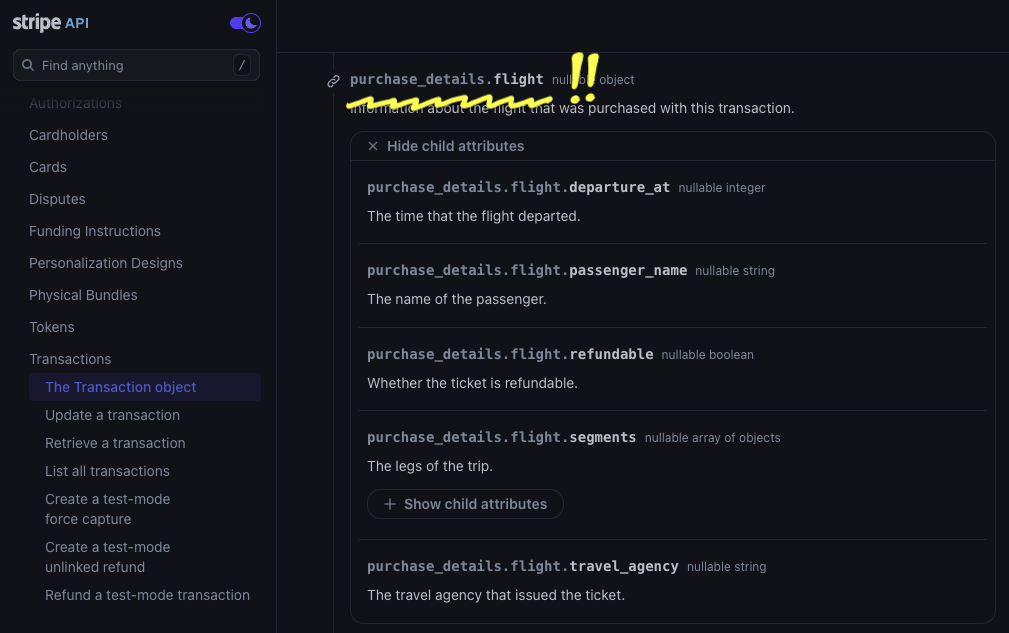 stripe API
Find anything /
Authorizations
Cardholders
Cards
Disputes
Funding Instructions
Personalization Designs
Physical Bundles
Tokens
Transactions
The Transaction object
Update a transaction
Retrieve a transaction
List all transactions
Create a test-mode
force capture
Create a test-mode
unlinked refund
Refund a test-mode transaction
purchase_details.flight nullable object !!
Information about the flight that was purchased with this transaction.
Hide child attributes
purchase_details.flight.departure_at nullable integer
The time that the flight departed.
purchase_details.flight.passenger_name nullable string
The name of the passenger.
purchase_details.flight.refundable nullable boolean
Whether the ticket is refundable.
purchase_details.flight.segments nullable array of objects
The legs of the trip.
Show child attributes
purchase_details.flight.travel_agency nullable string
The travel agency that issued the ticket.